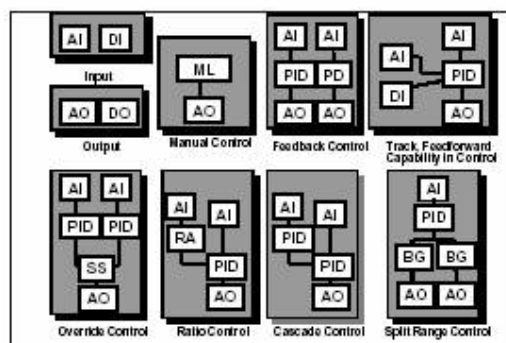 AI DI
Input
AO DO
Output
ML
AO
Manual Control
AI AI
PID PD
AO AO
Feedback Control
AI AI
PID
DI
AO
Track, Feedforward
Capability in Control
AI AI
PID PID
SS
AO
Override Control
AI AI
RA
PID
AO
Ratio Control
AI AI
PID
PID
AO
Cascade Control
AI
PID
BG BG
AO AO
Split Range Control